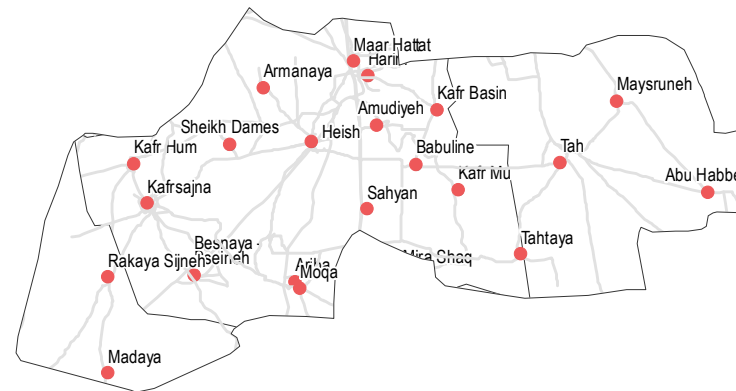 Maar Hattat
Armanaya
Maysruneh
Kafr Basin
Amudiyeh
Sheikh Dames
Heish
Kafr Hum
Babuline
Tah
Kafr Mu
Abu Habbe
Kafrsajna
Sahyan
Tahtaya
Besnaya -
Bseineh
Rakaya Sijneh
Mira Shaq
Moqa
Madaya